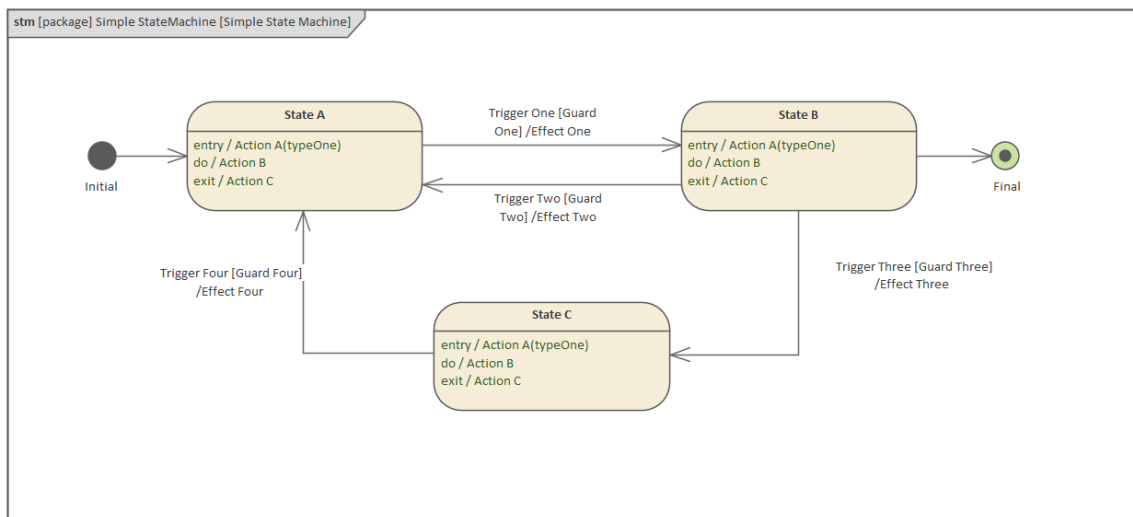 stm [package] Simple StateMachine [Simple State Machine]
State A
entry / Action A(typeOne)
do / Action B
exit / Action C
Trigger One [Guard
One] /Effect One
State B
entry / Action A(typeOne)
do / Action B
exit / Action C
Initial
Final
Trigger Two [Guard
Two] /Effect Two
Trigger Four [Guard Four]
/Effect Four
Trigger Three [Guard Three]
/Effect Three
State C
entry / Action A(typeOne)
do / Action B
exit / Action C